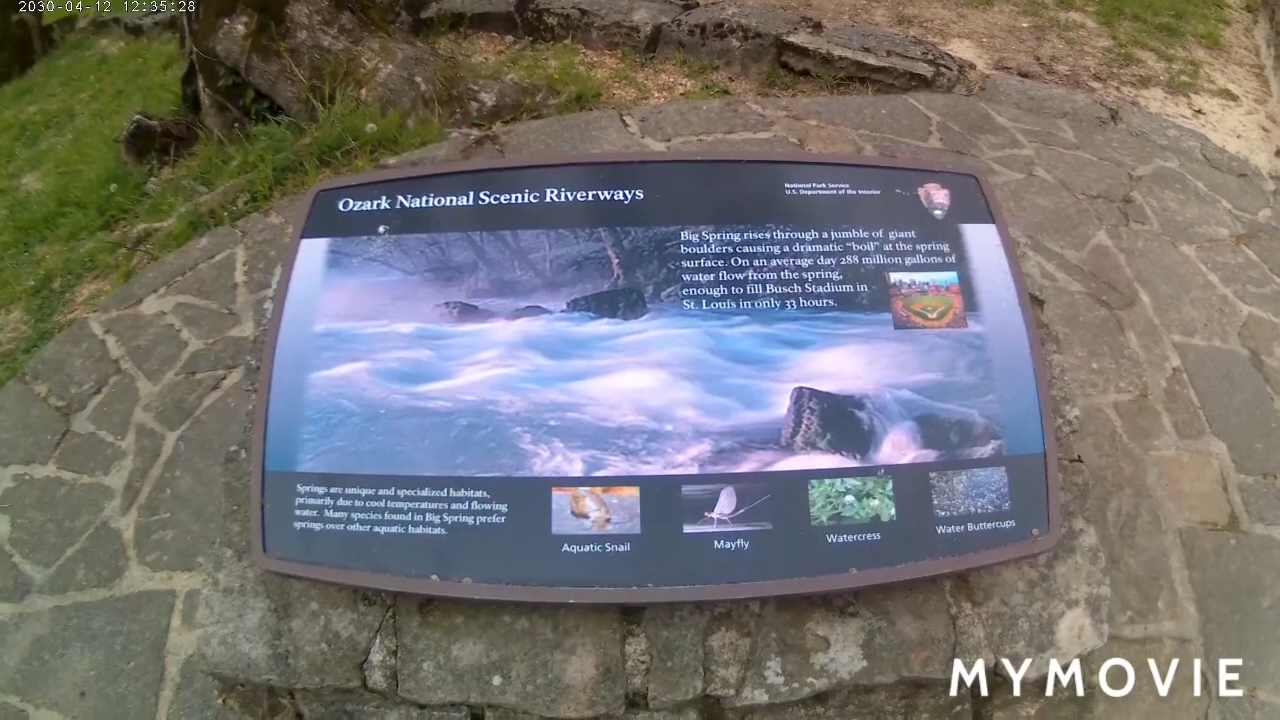 2030-04-12 12:35:28
Ozark National Scenic Riverways
National Park Service
U.S. Department of the Interior
Big Spring rises through a jumble of giant
boulders causing a dramatic “boil” at the spring
surface. On an average day 288 million gallons of
water flow from the spring,
enough to fill Busch Stadium in
St. Louis in only 33 hours.
Springs are unique and specialized habitats,
primarily due to cool temperatures and flowing
water. Many species found in Big Spring prefer
springs over other aquatic habitats.
Aquatic Snail
Mayfly
Watercress
Water Buttercups
MYMOVIE